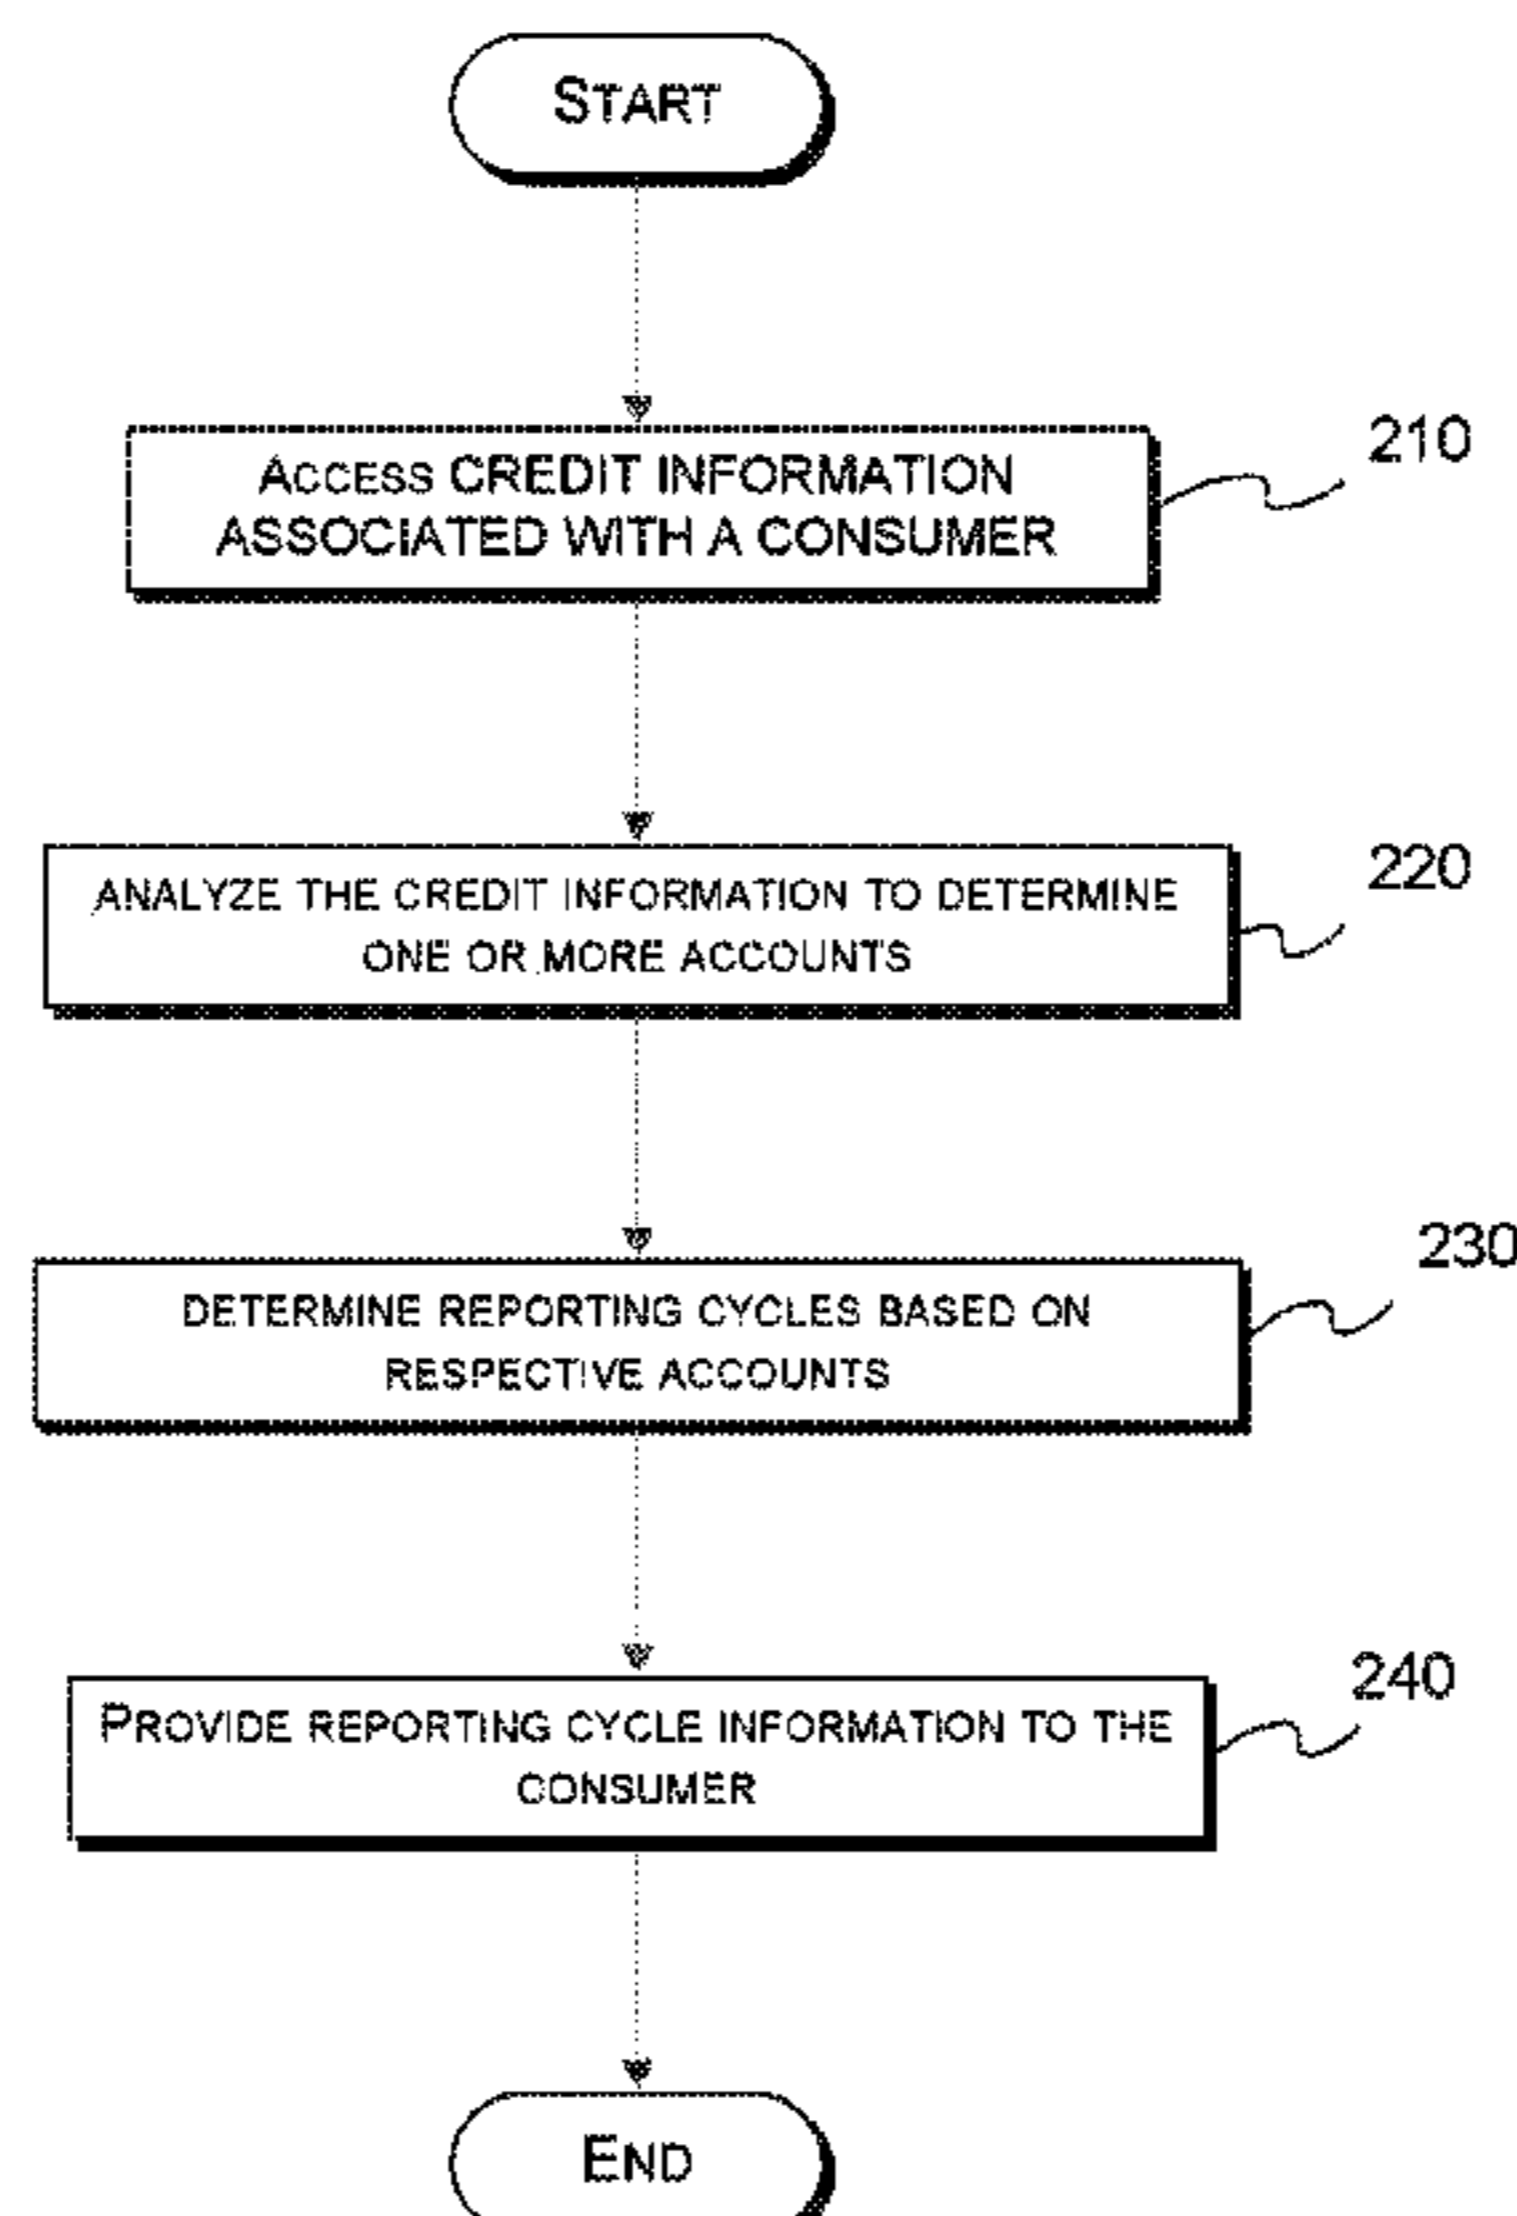 START
ACCESS CREDIT INFORMATION
ASSOCIATED WITH A CONSUMER
210
ANALYZE THE CREDIT INFORMATION TO DETERMINE
ONE OR MORE ACCOUNTS
220
DETERMINE REPORTING CYCLES BASED ON
RESPECTIVE ACCOUNTS
230
PROVIDE REPORTING CYCLE INFORMATION TO THE
CONSUMER
240
END